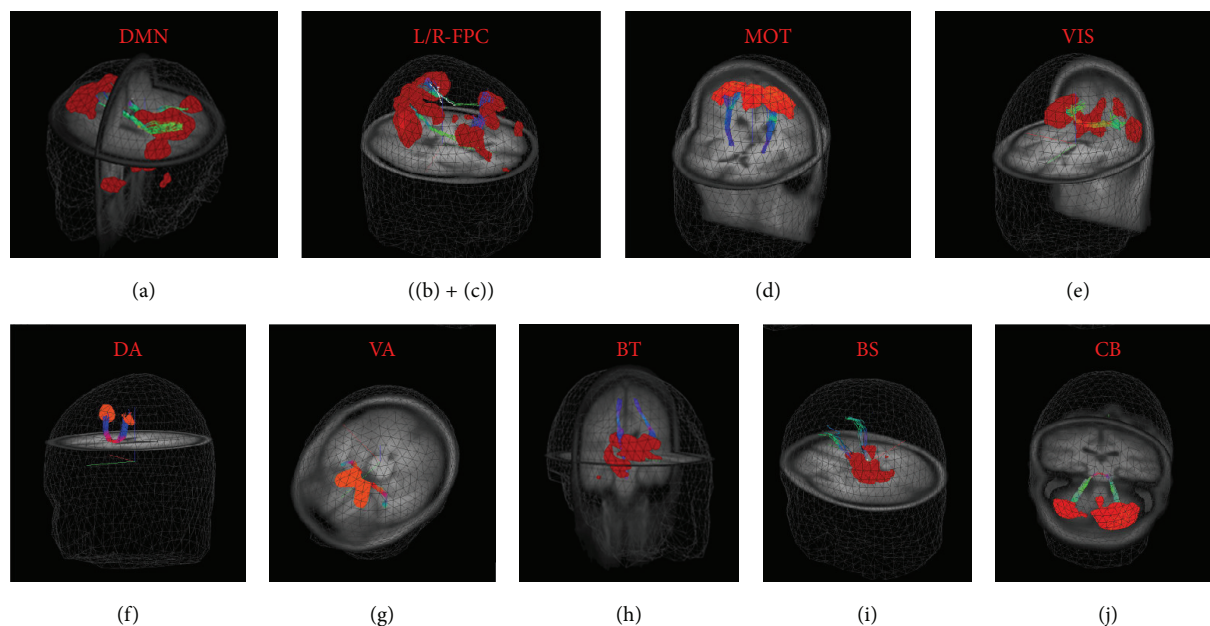 DMN
L/R-FPC
MOT
VIS
(a)
((b) + (c))
(d)
(e)
DA
VA
BT
BS
CB
(f)
(g)
(h)
(i)
(j)